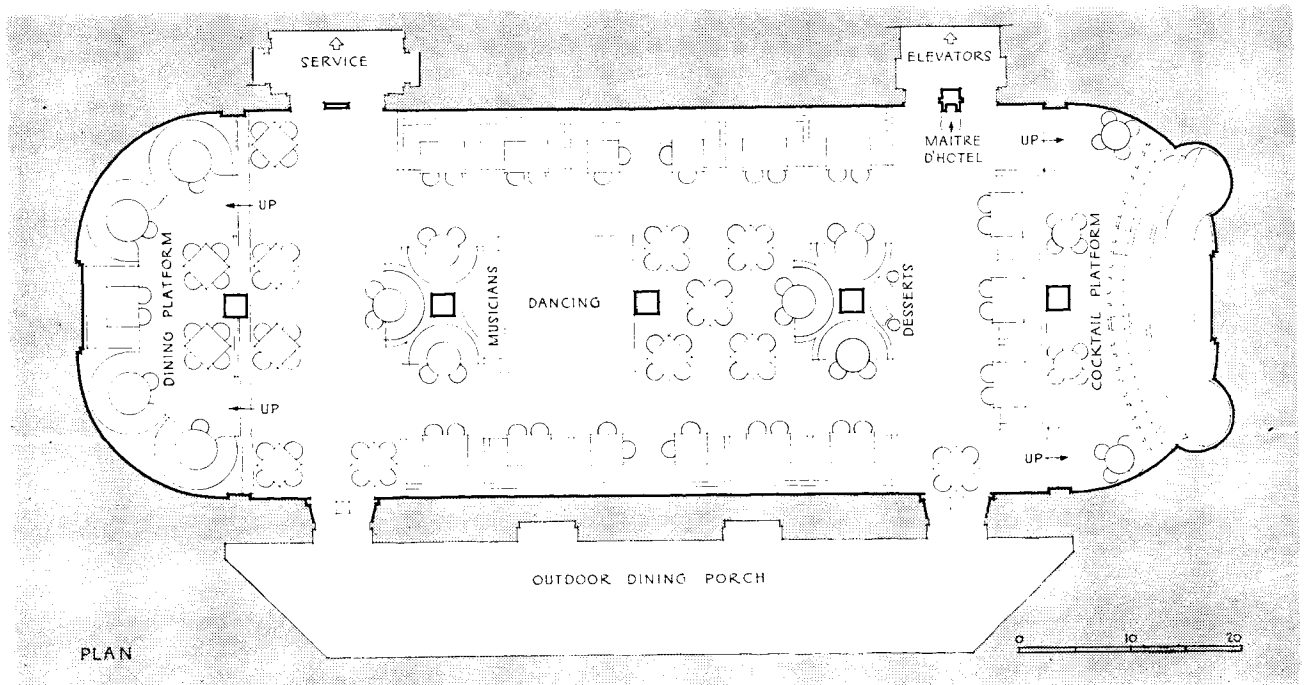 SERVICE
ELEVATORS
MAITRE
D'HOTEL
UP
UP
UP
UP
DINING PLATFORM
MUSICIANS
DANCING
DESSERTS
COCKTAIL PLATFORM
OUTDOOR DINING PORCH
PLAN
0 10 20